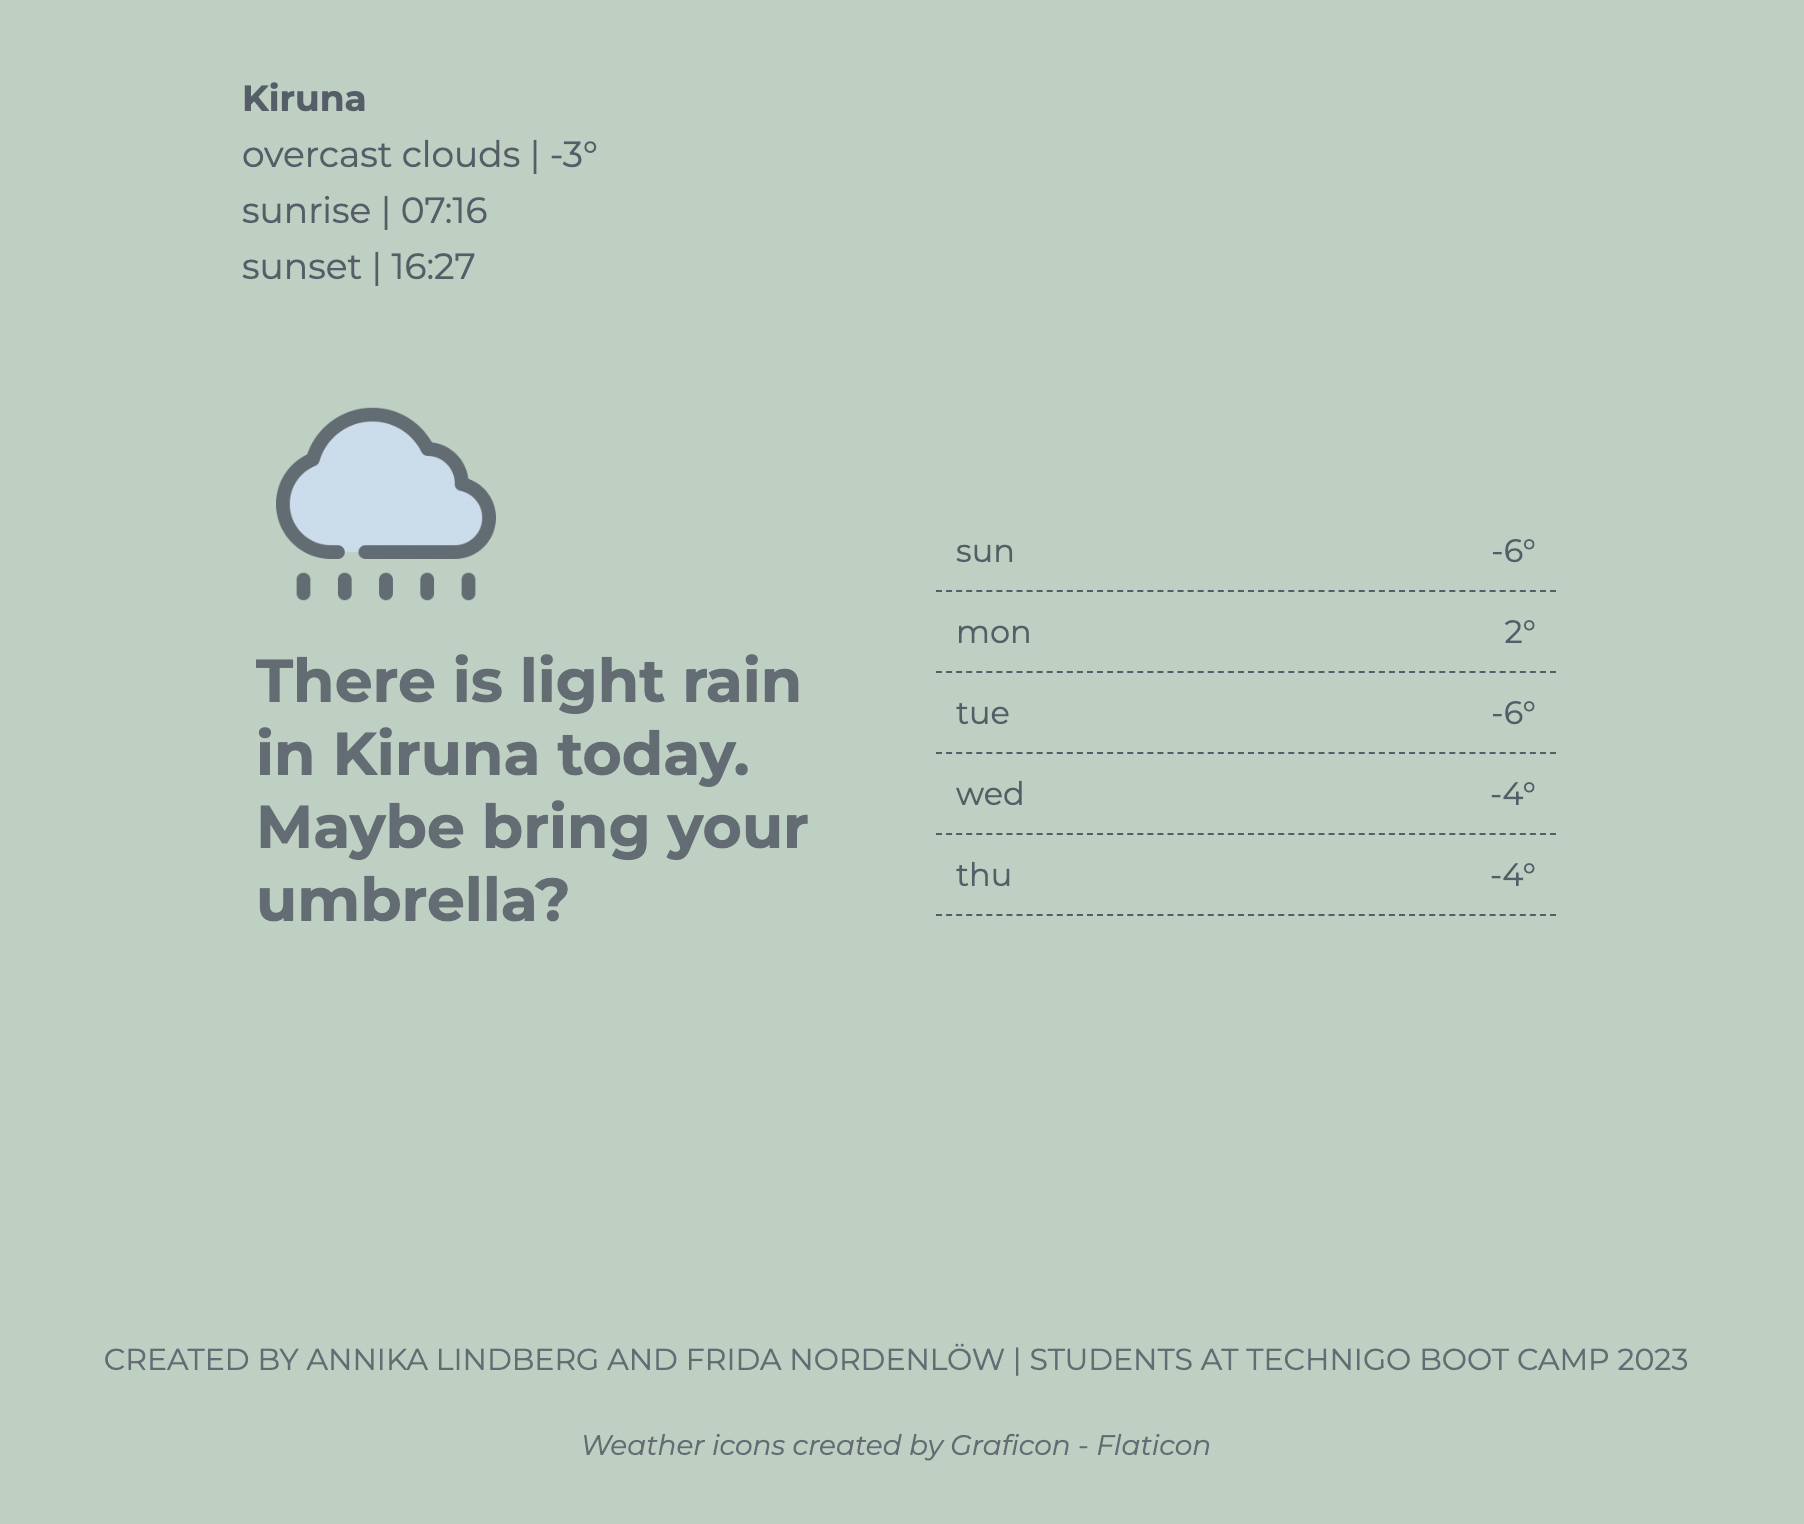 Kiruna
overcast clouds | -3°
sunrise | 07:16
sunset | 16:27
There is light rain
in Kiruna today.
Maybe bring your
umbrella?
sun -6°
mon 2°
tue -6°
wed -4°
thu -4°
CREATED BY ANNIKA LINDBERG AND FRIDA NORDENLÖW | STUDENTS AT TECHNIGO BOOT CAMP 2023
Weather icons created by Graficon - Flaticon